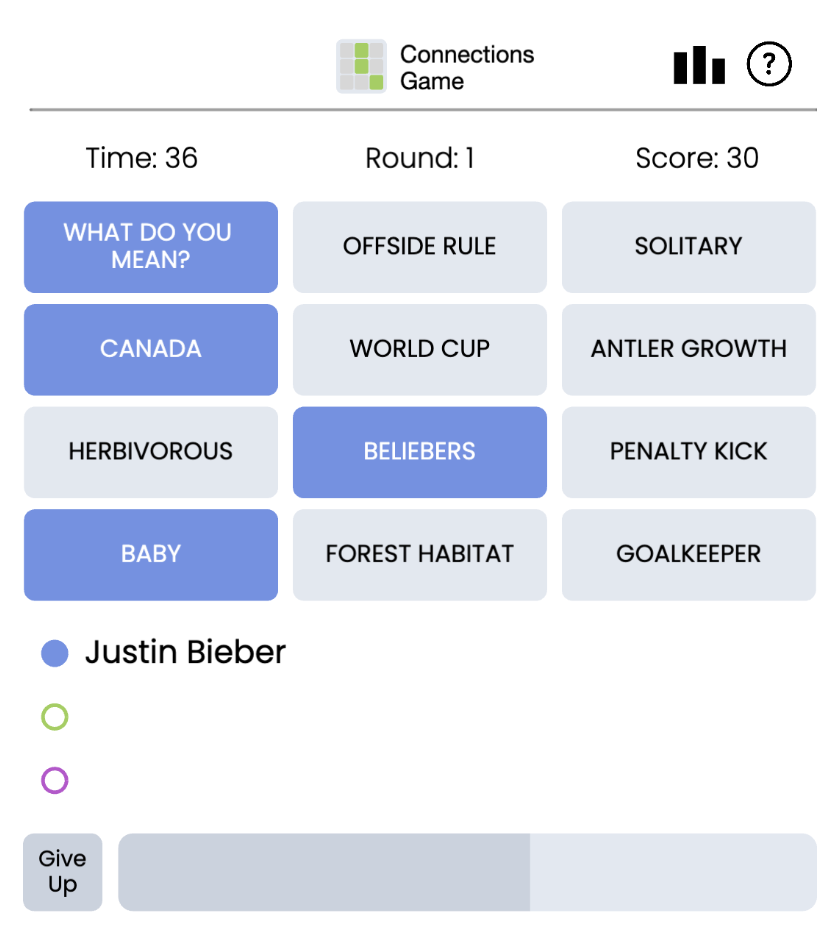 Connections
Game
?
Time: 36
Round: 1
Score: 30
WHAT DO YOU
MEAN?
OFFSIDE RULE
SOLITARY
CANADA
WORLD CUP
ANTLER GROWTH
HERBIVOROUS
BELIEBERS
PENALTY KICK
BABY
FOREST HABITAT
GOALKEEPER
Justin Bieber
Give
Up